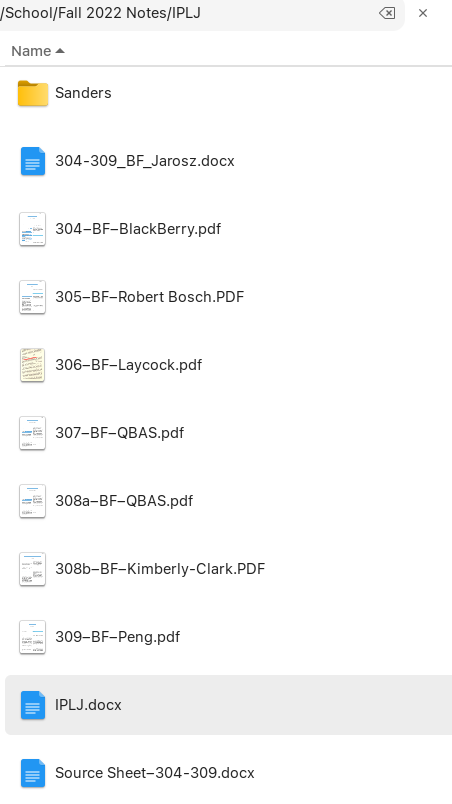 /School/Fall 2022 Notes/IPLJ
Name
Sanders
304-309_BF_Jarosz.docx
304–BF–BlackBerry.pdf
305–BF–Robert Bosch.PDF
306–BF–Laycock.pdf
307–BF–QBAS.pdf
308a–BF–QBAS.pdf
308b–BF–Kimberly-Clark.PDF
309–BF–Peng.pdf
IPLJ.docx
Source Sheet–304-309.docx